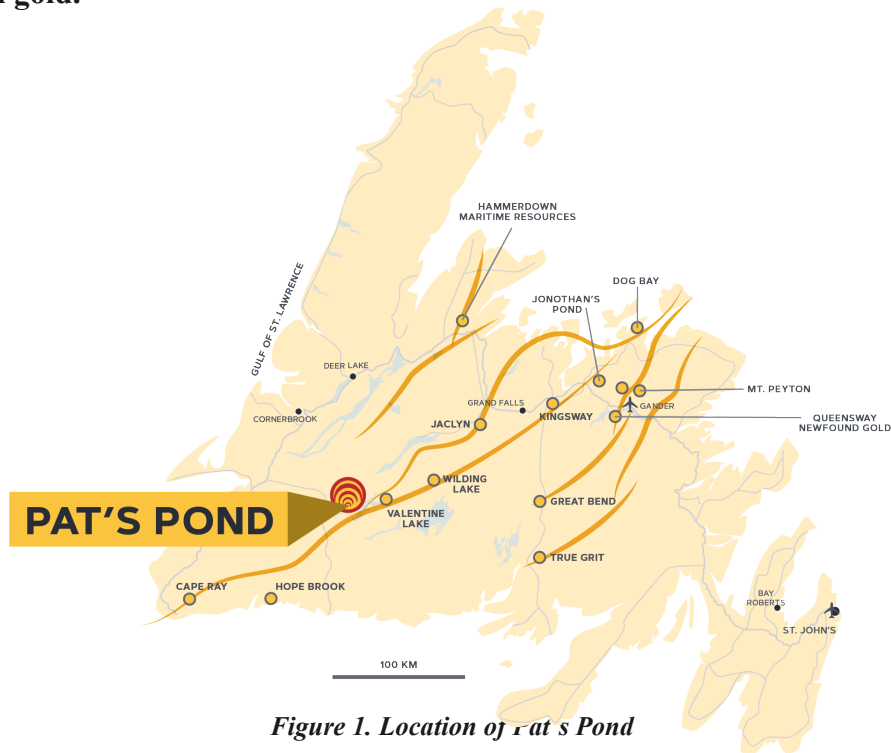 gold.
HAMMERDOWN
MARITIME RESOURCES
DOG BAY
JONOTHAN'S
POND
GULF OF ST. LAWRENCE
DEER LAKE
MT. PEYTON
GRAND FALLS
GANDER
CORNERBROOK
KINGSWAY
QUEENSWAY
NEWFOUND GOLD
JACLYN
WILDING
LAKE
PAT'S POND
VALENTINE
LAKE
GREAT BEND
TRUE GRIT
CAPE RAY
HOPE BROOK
BAY
ROBERTS
ST. JOHN'S
100 KM
Figure 1. Location of Pat s Pond